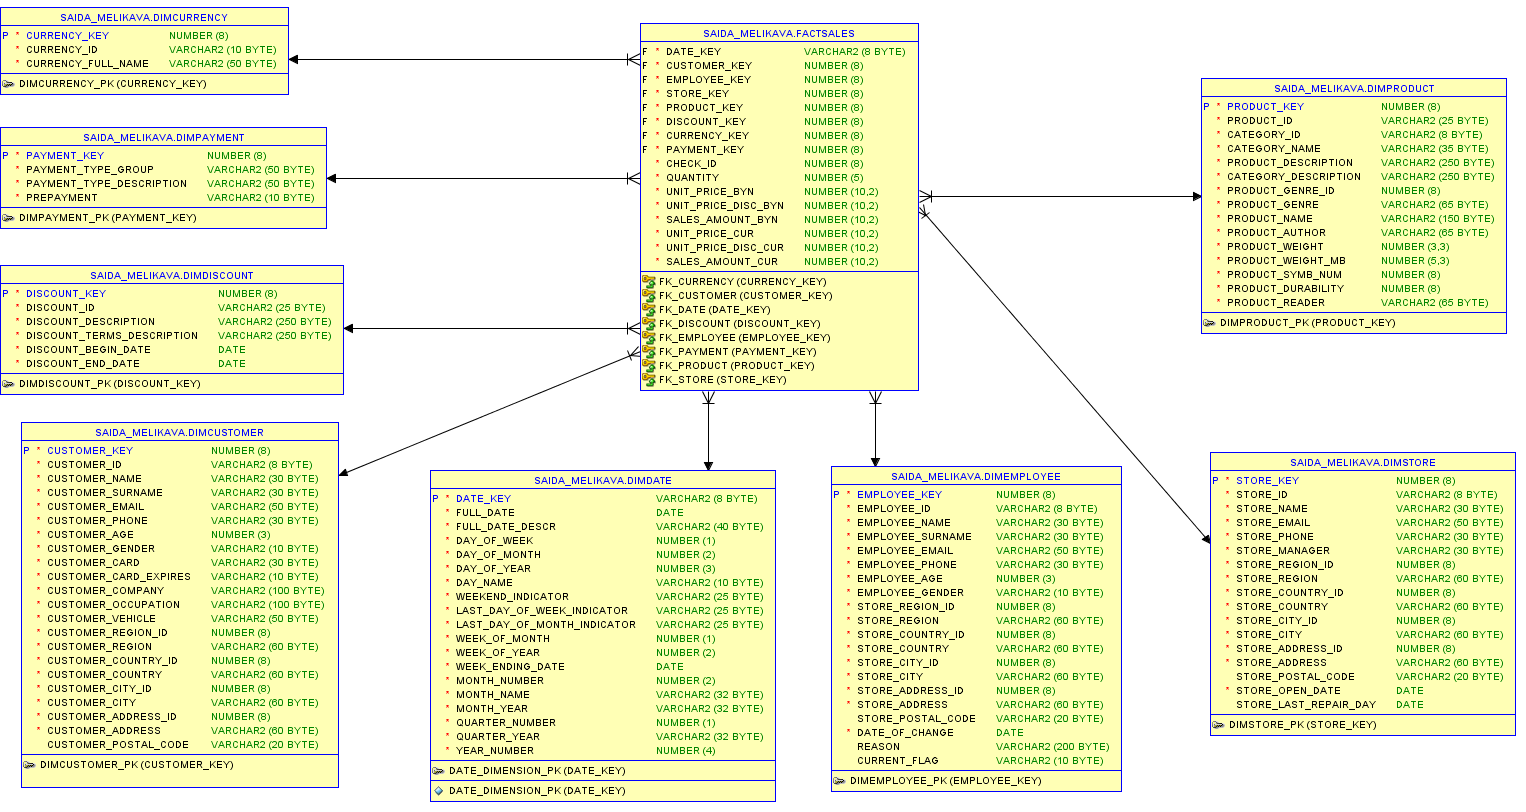 SAIDA_MELIKAVA.DIMCURRENCY
P * CURRENCY_KEY NUMBER (8)
* CURRENCY_ID VARCHAR2 (10 BYTE)
* CURRENCY_FULL_NAME VARCHAR2 (50 BYTE)
DIMCURRENCY_PK (CURRENCY_KEY)
SAIDA_MELIKAVA.DIMPAYMENT
P * PAYMENT_KEY NUMBER (8)
* PAYMENT_TYPE_GROUP VARCHAR2 (50 BYTE)
* PAYMENT_TYPE_DESCRIPTION VARCHAR2 (50 BYTE)
* PREPAYMENT VARCHAR2 (10 BYTE)
DIMPAYMENT_PK (PAYMENT_KEY)
SAIDA_MELIKAVA.DIMDISCOUNT
P * DISCOUNT_KEY NUMBER (8)
* DISCOUNT_ID VARCHAR2 (25 BYTE)
* DISCOUNT_DESCRIPTION VARCHAR2 (250 BYTE)
* DISCOUNT_TERMS_DESCRIPTION VARCHAR2 (250 BYTE)
* DISCOUNT_BEGIN_DATE DATE
* DISCOUNT_END_DATE DATE
DIMDISCOUNT_PK (DISCOUNT_KEY)
SAIDA_MELIKAVA.FACTSALES
F * DATE_KEY VARCHAR2 (8 BYTE)
F * CUSTOMER_KEY NUMBER (8)
F * EMPLOYEE_KEY NUMBER (8)
F * STORE_KEY NUMBER (8)
F * PRODUCT_KEY NUMBER (8)
F * DISCOUNT_KEY NUMBER (8)
F * CURRENCY_KEY NUMBER (8)
F * PAYMENT_KEY NUMBER (8)
* CHECK_ID NUMBER (8)
* QUANTITY NUMBER (5)
* UNIT_PRICE_BYN NUMBER (10,2)
* UNIT_PRICE_DISC_BYN NUMBER (10,2)
* SALES_AMOUNT_BYN NUMBER (10,2)
* UNIT_PRICE_CUR NUMBER (10,2)
* UNIT_PRICE_DISC_CUR NUMBER (10,2)
* SALES_AMOUNT_CUR NUMBER (10,2)
FK_CURRENCY (CURRENCY_KEY)
FK_CUSTOMER (CUSTOMER_KEY)
FK_DATE (DATE_KEY)
FK_DISCOUNT (DISCOUNT_KEY)
FK_EMPLOYEE (EMPLOYEE_KEY)
FK_PAYMENT (PAYMENT_KEY)
FK_PRODUCT (PRODUCT_KEY)
FK_STORE (STORE_KEY)
SAIDA_MELIKAVA.DIMPRODUCT
P * PRODUCT_KEY NUMBER (8)
* PRODUCT_ID VARCHAR2 (25 BYTE)
* CATEGORY_ID VARCHAR2 (8 BYTE)
* CATEGORY_NAME VARCHAR2 (35 BYTE)
* PRODUCT_DESCRIPTION VARCHAR2 (250 BYTE)
* CATEGORY_DESCRIPTION VARCHAR2 (250 BYTE)
* PRODUCT_GENRE_ID NUMBER (8)
* PRODUCT_GENRE VARCHAR2 (65 BYTE)
* PRODUCT_NAME VARCHAR2 (150 BYTE)
* PRODUCT_AUTHOR VARCHAR2 (65 BYTE)
* PRODUCT_WEIGHT NUMBER (3,3)
* PRODUCT_WEIGHT_MB NUMBER (5,3)
* PRODUCT_SYMB_NUM NUMBER (8)
* PRODUCT_DURABILITY NUMBER (8)
* PRODUCT_READER VARCHAR2 (65 BYTE)
DIMPRODUCT_PK (PRODUCT_KEY)
SAIDA_MELIKAVA.DIMCUSTOMER
P * CUSTOMER_KEY NUMBER (8)
* CUSTOMER_ID VARCHAR2 (8 BYTE)
* CUSTOMER_NAME VARCHAR2 (30 BYTE)
* CUSTOMER_SURNAME VARCHAR2 (30 BYTE)
* CUSTOMER_EMAIL VARCHAR2 (50 BYTE)
* CUSTOMER_PHONE VARCHAR2 (30 BYTE)
* CUSTOMER_AGE NUMBER (3)
* CUSTOMER_GENDER VARCHAR2 (10 BYTE)
* CUSTOMER_CARD VARCHAR2 (30 BYTE)
* CUSTOMER_CARD_EXPIRES VARCHAR2 (10 BYTE)
* CUSTOMER_COMPANY VARCHAR2 (100 BYTE)
* CUSTOMER_OCCUPATION VARCHAR2 (100 BYTE)
* CUSTOMER_VEHICLE VARCHAR2 (50 BYTE)
* CUSTOMER_REGION_ID NUMBER (8)
* CUSTOMER_REGION VARCHAR2 (60 BYTE)
* CUSTOMER_COUNTRY_ID NUMBER (8)
* CUSTOMER_COUNTRY VARCHAR2 (60 BYTE)
* CUSTOMER_CITY_ID NUMBER (8)
* CUSTOMER_CITY VARCHAR2 (60 BYTE)
* CUSTOMER_ADDRESS_ID NUMBER (8)
* CUSTOMER_ADDRESS VARCHAR2 (60 BYTE)
CUSTOMER_POSTAL_CODE VARCHAR2 (20 BYTE)
DIMCUSTOMER_PK (CUSTOMER_KEY)
SAIDA_MELIKAVA.DIMDATE
P * DATE_KEY VARCHAR2 (8 BYTE)
* FULL_DATE DATE
* FULL_DATE_DESCR VARCHAR2 (40 BYTE)
* DAY_OF_WEEK NUMBER (1)
* DAY_OF_MONTH NUMBER (2)
* DAY_OF_YEAR NUMBER (3)
* DAY_NAME VARCHAR2 (10 BYTE)
* WEEKEND_INDICATOR VARCHAR2 (25 BYTE)
* LAST_DAY_OF_WEEK_INDICATOR VARCHAR2 (25 BYTE)
* LAST_DAY_OF_MONTH_INDICATOR VARCHAR2 (25 BYTE)
* WEEK_OF_MONTH NUMBER (1)
* WEEK_OF_YEAR NUMBER (2)
* WEEK_ENDING_DATE DATE
* MONTH_NUMBER NUMBER (2)
* MONTH_NAME VARCHAR2 (32 BYTE)
* MONTH_YEAR VARCHAR2 (32 BYTE)
* QUARTER_NUMBER NUMBER (1)
* QUARTER_YEAR VARCHAR2 (32 BYTE)
* YEAR_NUMBER NUMBER (4)
DATE_DIMENSION_PK (DATE_KEY)
DATE_DIMENSION_PK (DATE_KEY)
SAIDA_MELIKAVA.DIMEMPLOYEE
P * EMPLOYEE_KEY NUMBER (8)
* EMPLOYEE_ID VARCHAR2 (8 BYTE)
* EMPLOYEE_NAME VARCHAR2 (30 BYTE)
* EMPLOYEE_SURNAME VARCHAR2 (30 BYTE)
* EMPLOYEE_EMAIL VARCHAR2 (50 BYTE)
* EMPLOYEE_PHONE VARCHAR2 (30 BYTE)
* EMPLOYEE_AGE NUMBER (3)
* EMPLOYEE_GENDER VARCHAR2 (10 BYTE)
* STORE_REGION_ID NUMBER (8)
* STORE_REGION VARCHAR2 (60 BYTE)
* STORE_COUNTRY_ID NUMBER (8)
* STORE_COUNTRY VARCHAR2 (60 BYTE)
* STORE_CITY_ID NUMBER (8)
* STORE_CITY VARCHAR2 (60 BYTE)
* STORE_ADDRESS_ID NUMBER (8)
* STORE_ADDRESS VARCHAR2 (60 BYTE)
STORE_POSTAL_CODE VARCHAR2 (20 BYTE)
* DATE_OF_CHANGE DATE
REASON VARCHAR2 (200 BYTE)
CURRENT_FLAG VARCHAR2 (10 BYTE)
DIMEMPLOYEE_PK (EMPLOYEE_KEY)
SAIDA_MELIKAVA.DIMSTORE
P * STORE_KEY NUMBER (8)
* STORE_ID VARCHAR2 (8 BYTE)
* STORE_NAME VARCHAR2 (30 BYTE)
* STORE_EMAIL VARCHAR2 (50 BYTE)
* STORE_PHONE VARCHAR2 (30 BYTE)
* STORE_MANAGER VARCHAR2 (30 BYTE)
* STORE_REGION_ID NUMBER (8)
* STORE_REGION VARCHAR2 (60 BYTE)
* STORE_COUNTRY_ID NUMBER (8)
* STORE_COUNTRY VARCHAR2 (60 BYTE)
* STORE_CITY_ID NUMBER (8)
* STORE_CITY VARCHAR2 (60 BYTE)
* STORE_ADDRESS_ID NUMBER (8)
* STORE_ADDRESS VARCHAR2 (60 BYTE)
STORE_POSTAL_CODE VARCHAR2 (20 BYTE)
* STORE_OPEN_DATE DATE
STORE_LAST_REPAIR_DAY DATE
DIMSTORE_PK (STORE_KEY)